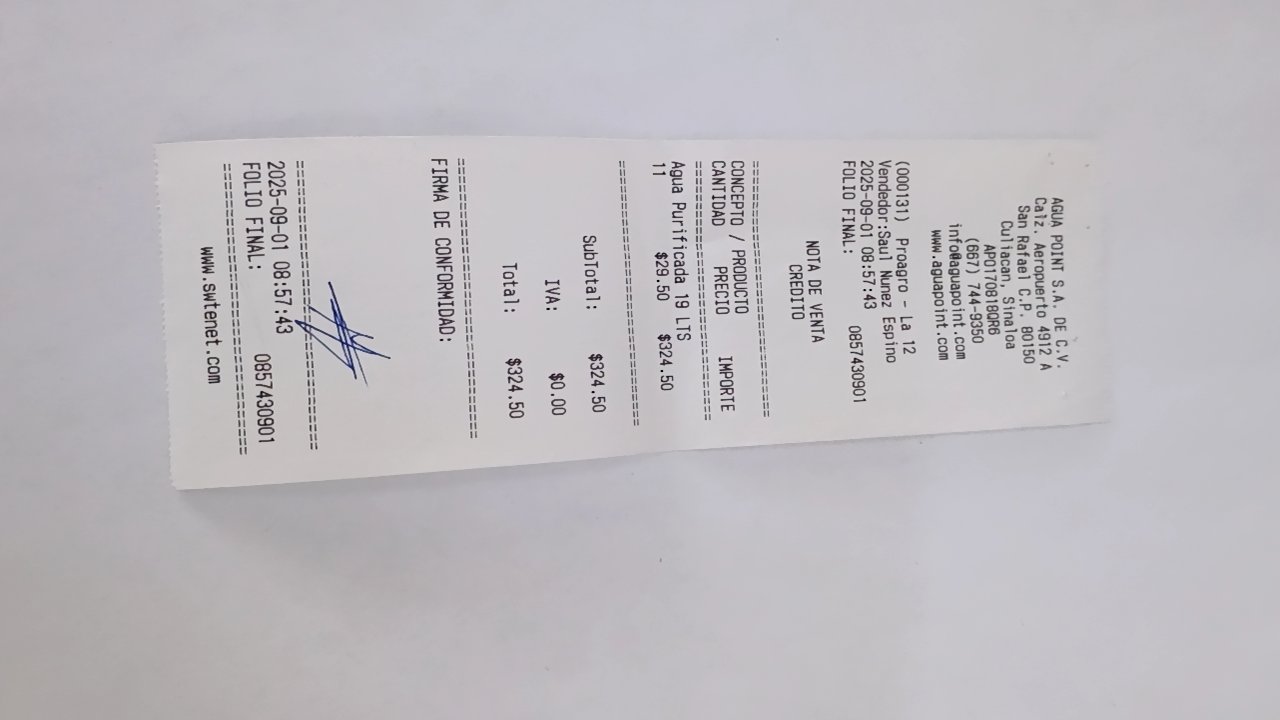 AGUA POINT S.A. DE C.V.
Calz. Aeropuerto 4912 A
San Rafael C.P. 80150
Culiacan, Sinaloa
APO170818QR6
(667) 744-9350
info@aguapoint.com
www.aguapoint.com
(000131) Proagro - La 12
Vendedor:Saul Nunez Espino
2025-09-01 08:57:43
FOLIO FINAL: 0857430901
NOTA DE VENTA
CREDITO
==============================
CONCEPTO / PRODUCTO
CANTIDAD PRECIO IMPORTE
==============================
Agua Purificada 19 LTS
11 $29.50 $324.50
==============================
SubTotal: $324.50
IVA: $0.00
Total: $324.50
==============================
FIRMA DE CONFORMIDAD:
==============================
2025-09-01 08:57:43
FOLIO FINAL: 0857430901
==============================
www.swtenet.com